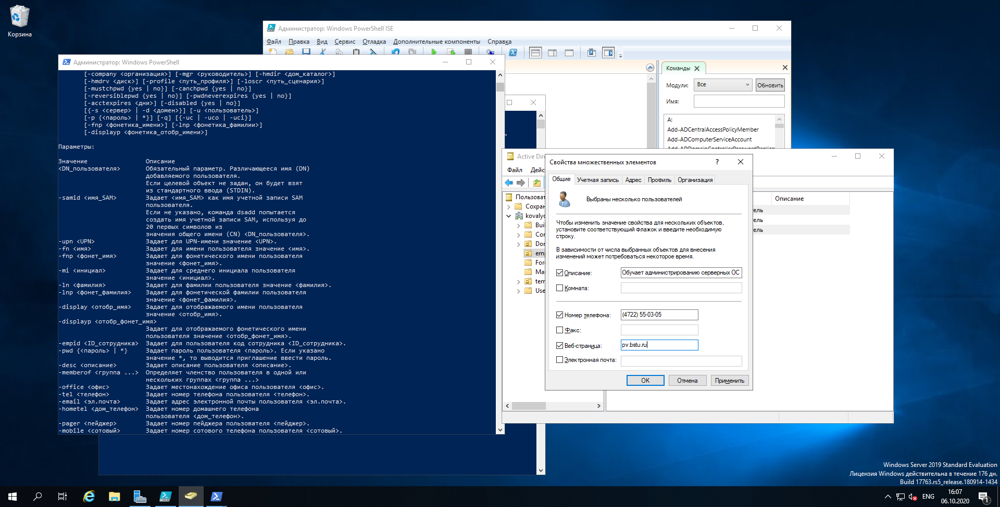 Корзина
Администратор: Windows PowerShell ISE
Файл Правка Вид Сервис Отладка Дополнительные компоненты Справка
Администратор: Windows PowerShell
[-company <организация>] [-mgr <руководитель>] [-hmdir <дом_каталог>]
[-hmdrv <диск>] [-profile <путь_профиля>] [-loscr <путь_сценария>]
[-mustchpwd {yes | no}] [-canchpwd {yes | no}]
[-reversiblepwd {yes | no}] [-pwdneverexpires {yes | no}]
[-acctexpires <дни>] [-disabled {yes | no}]
[{-s <сервер> | -d <домен>}] [-u <пользователь>]
[-p {<пароль> | *}] [-q] [{-uc | -uco | -uci}]
[-fnp <фонетика_имени>] [-lnp <фонетика_фамилии>]
[-displayp <фонетика_отобр_имени>]
Параметры:
Значение Описание
<DN_пользователя> Обязательный параметр. Различающееся имя (DN)
добавляемого пользователя.
Если целевой объект не задан, он будет взят
из стандартного ввода (STDIN).
-samid <имя_SAM> Задает <имя_SAM> как имя учетной записи SAM
пользователя.
Если не указано, команда dsadd попытается
создать имя учетной записи SAM, используя до
20 первых символов из
значения общего имени (CN) <DN_пользователя>.
-upn <UPN> Задает для UPN-имени значение <UPN>.
-fn <имя> Задает для имени пользователя значение <имя>.
-fnp <фонет_имя> Задает для фонетического имени пользователя
значение <фонет_имя>.
-mi <инициал> Задает для среднего инициала пользователя
значение <инициал>.
-ln <фамилия> Задает для фамилии пользователя значение <фамилия>.
-lnp <фонет_фамилия> Задает для фонетической фамилии пользователя
значение <фонет_фамилия>.
-display <отобр_имя> Задает для отображаемого имени пользователя
значение <отобр_имя>.
-displayp <отобр_фонет_имя>
Задает для отображаемого фонетического имени
пользователя значение <отобр_фонет_имя>.
-empid <ID_сотрудника> Задает для пользователя код сотрудника <ID_сотрудника>.
-pwd {<пароль> | *} Задает пароль пользователя <пароль>. Если указано
значение *, то выводится приглашение ввести пароль.
-desc <описание> Задает описание пользователя <описание>.
-memberof <группа ...> Определяет членство пользователя в одной или
нескольких группах <группа ...>
-office <офис> Задает местонахождение офиса пользователя <офис>.
-tel <телефон> Задает номер телефона пользователя <телефон>.
-email <эл.почта> Задает адрес электронной почты пользователя <эл.почта>.
-hometel <дом_телефон> Задает номер домашнего телефона
пользователя <дом_телефон>.
-pager <пейджер> Задает номер пейджера пользователя <пейджер>.
-mobile <сотовый> Задает номер сотового телефона пользователя <сотовый>.
Команды
Модули: Все Обновить
Имя:
A:
Add-ADCentralAccessPolicyMember
Add-ADComputerServiceAccount
Active Dir
Файл Дейс
Пользоват
Сохран
kovalyo
Buil
Cor
Dor
em
For
Mai
tem
Use
Описание
тель
тель
тель
Свойства множественных элементов
Общие Учетная запись Адрес Профиль Организация
Выбраны несколько пользователей
Чтобы изменить значение свойства для нескольких объектов,
установите соответствующий флажок и введите необходимую
строку.
В зависимости от числа выбранных объектов для внесения
изменений может потребоваться некоторое время.
Описание: Обучает администрированию серверных ОС
Комната:
Номер телефона: (4722) 55-03-05
Факс:
Веб-страница: pv.bstu.ru
Электронная почта:
OK Отмена Применить
Windows Server 2019 Standard Evaluation
Лицензия Windows действительна в течение 176 дн.
Build 17763.rs5_release.180914-1434
ENG
16:07
06.10.2020
1